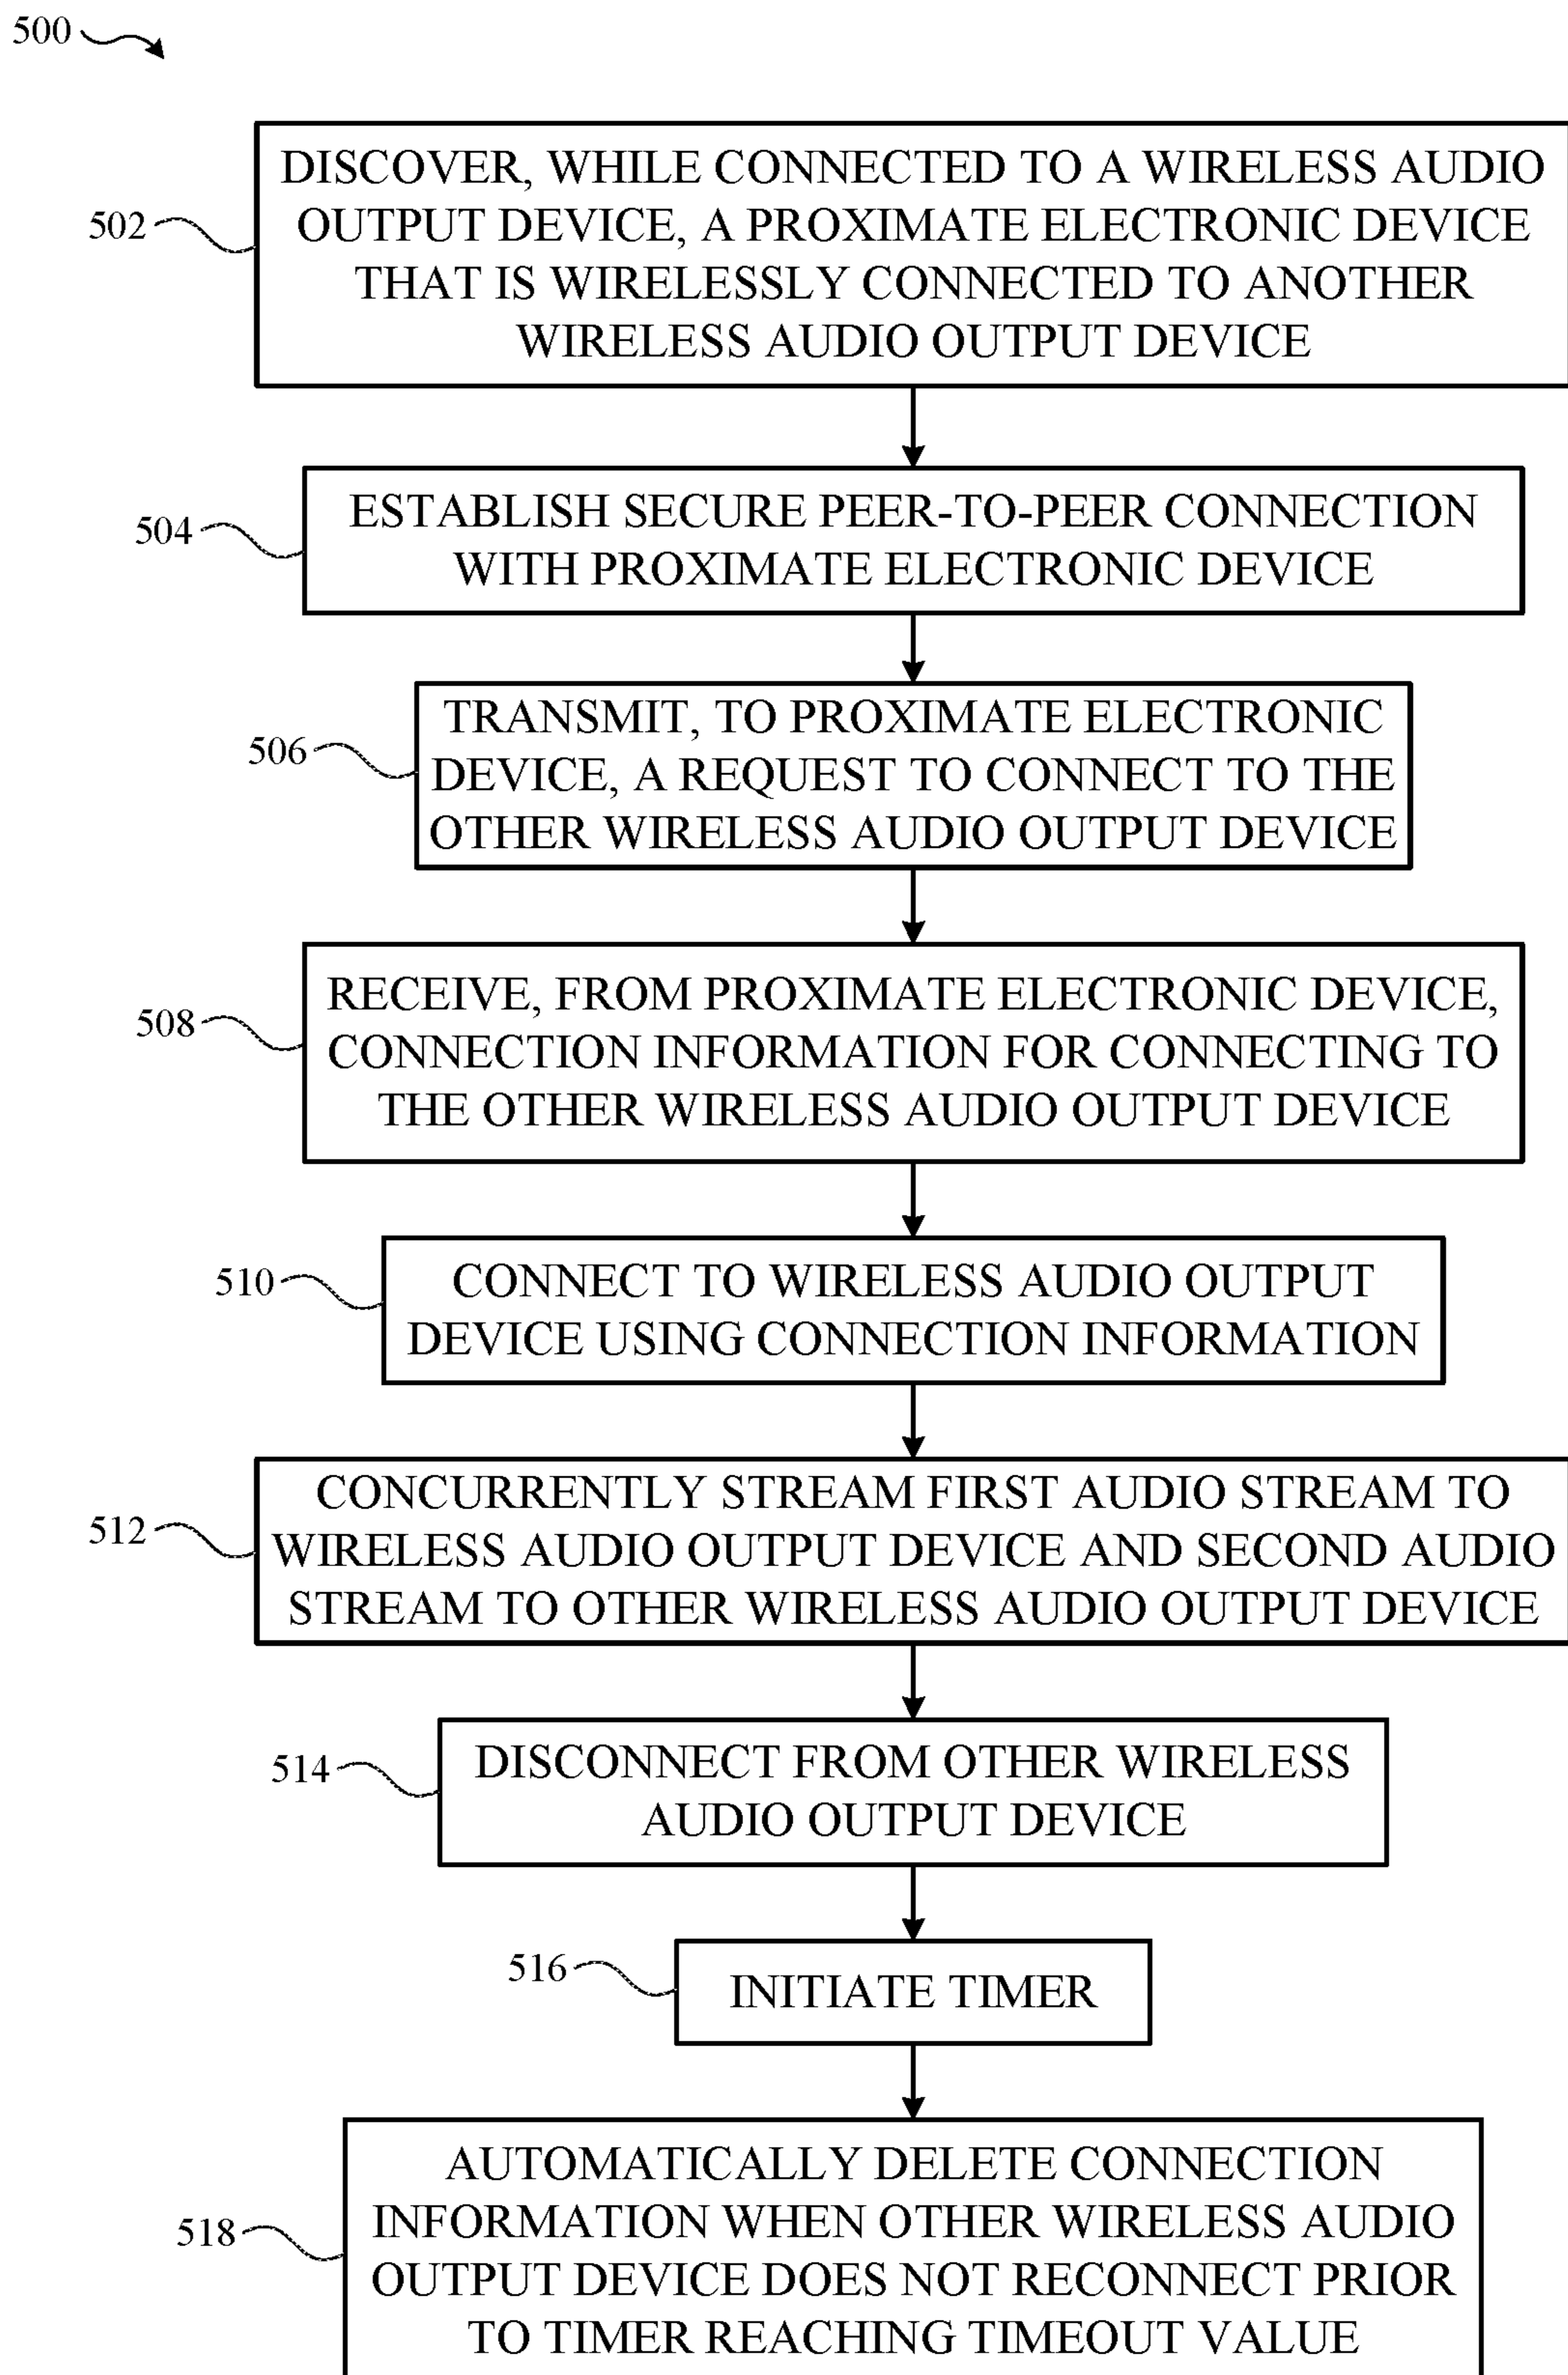 500
502
DISCOVER, WHILE CONNECTED TO A WIRELESS AUDIO
OUTPUT DEVICE, A PROXIMATE ELECTRONIC DEVICE
THAT IS WIRELESSLY CONNECTED TO ANOTHER
WIRELESS AUDIO OUTPUT DEVICE
504
ESTABLISH SECURE PEER-TO-PEER CONNECTION
WITH PROXIMATE ELECTRONIC DEVICE
506
TRANSMIT, TO PROXIMATE ELECTRONIC
DEVICE, A REQUEST TO CONNECT TO THE
OTHER WIRELESS AUDIO OUTPUT DEVICE
508
RECEIVE, FROM PROXIMATE ELECTRONIC DEVICE,
CONNECTION INFORMATION FOR CONNECTING TO
THE OTHER WIRELESS AUDIO OUTPUT DEVICE
510
CONNECT TO WIRELESS AUDIO OUTPUT
DEVICE USING CONNECTION INFORMATION
512
CONCURRENTLY STREAM FIRST AUDIO STREAM TO
WIRELESS AUDIO OUTPUT DEVICE AND SECOND AUDIO
STREAM TO OTHER WIRELESS AUDIO OUTPUT DEVICE
514
DISCONNECT FROM OTHER WIRELESS
AUDIO OUTPUT DEVICE
516
INITIATE TIMER
518
AUTOMATICALLY DELETE CONNECTION
INFORMATION WHEN OTHER WIRELESS AUDIO
OUTPUT DEVICE DOES NOT RECONNECT PRIOR
TO TIMER REACHING TIMEOUT VALUE